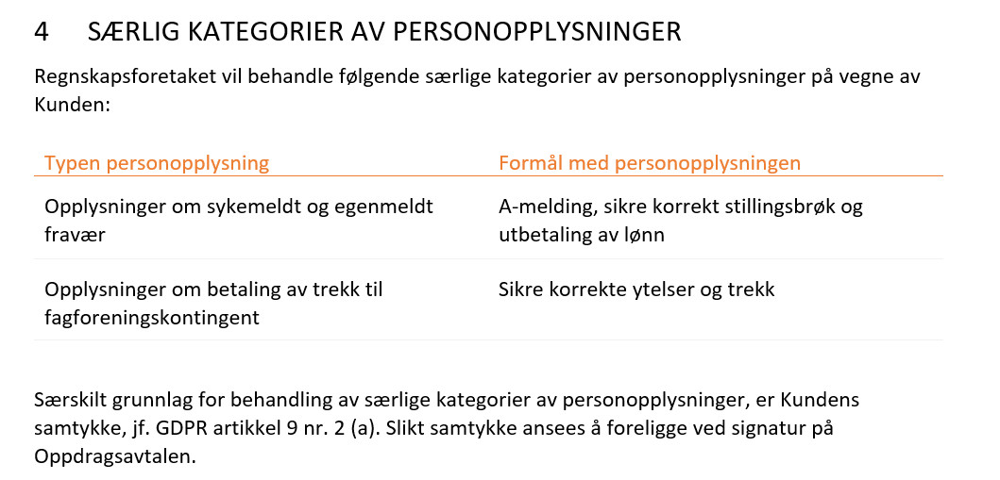 4 SÆRLIG KATEGORIER AV PERSONOPPLYSNINGER
Regnskapsforetaket vil behandle følgende særlige kategorier av personopplysninger på vegne av
Kunden:
Typen personopplysning
Formål med personopplysningen
Opplysninger om sykemeldt og egenmeldt
fravær
A-melding, sikre korrekt stillingsbrøk og
utbetaling av lønn
Opplysninger om betaling av trekk til
fagforeningskontingent
Sikre korrekte ytelser og trekk
Særskilt grunnlag for behandling av særlige kategorier av personopplysninger, er Kundens
samtykke, jf. GDPR artikkel 9 nr. 2 (a). Slikt samtykke ansees å foreligge ved signatur på
Oppdragsavtalen.